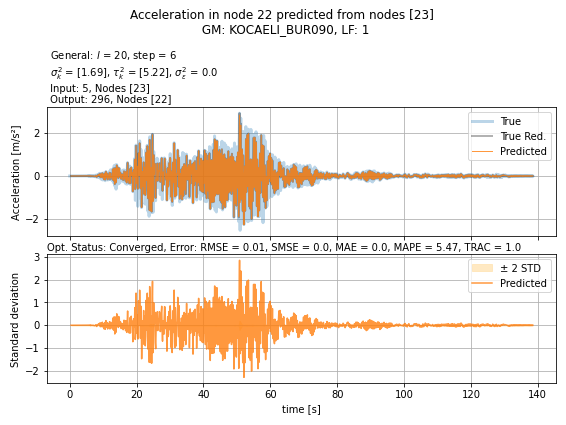 Acceleration in node 22 predicted from nodes [23]
GM: KOCAELI_BUR090, LF: 1
General: l = 20, step = 6
σ²ₖ = [1.69], τ²ₖ = [5.22], σ²ε = 0.0
Input: 5, Nodes [23]
Output: 296, Nodes [22]
True
True Red.
Predicted
Acceleration [m/s²]
2
0
−2
Opt. Status: Converged, Error: RMSE = 0.01, SMSE = 0.0, MAE = 0.0, MAPE = 5.47, TRAC = 1.0
± 2 STD
Predicted
Standard deviation
3
2
1
0
−1
−2
0 20 40 60 80 100 120 140
time [s]